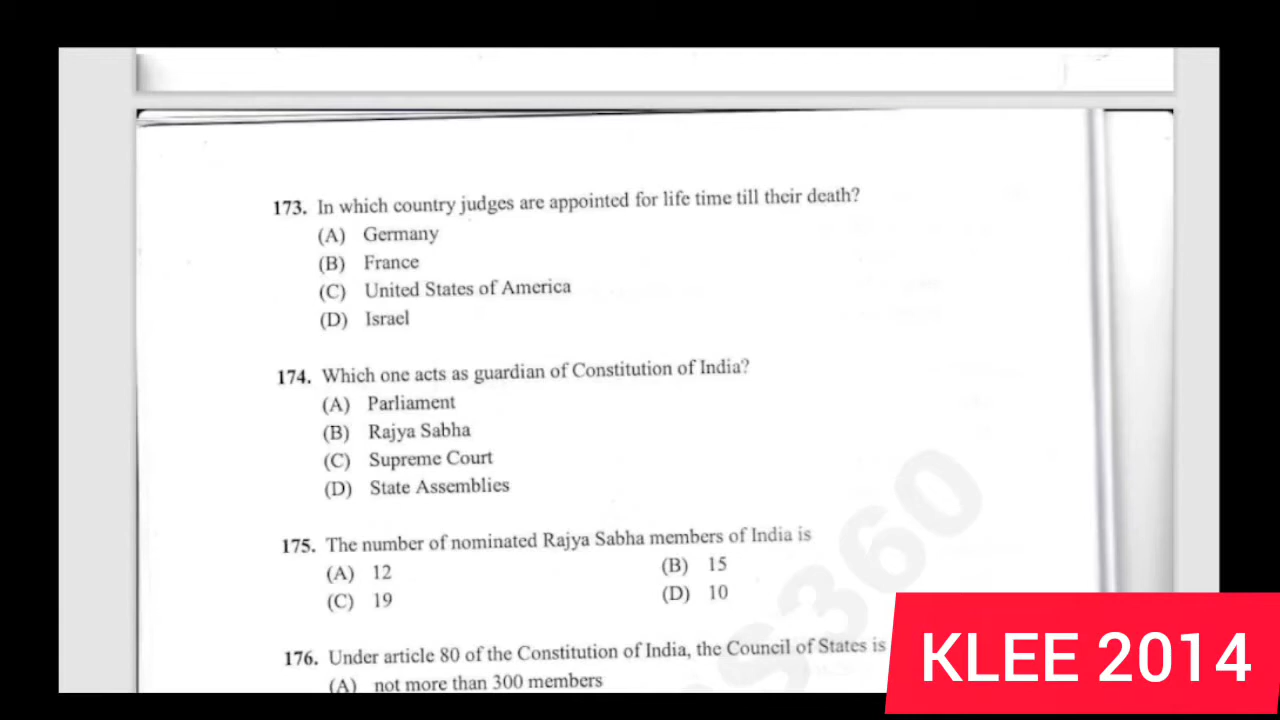 173. In which country judges are appointed for life time till their death?
(A) Germany
(B) France
(C) United States of America
(D) Israel
174. Which one acts as guardian of Constitution of India?
(A) Parliament
(B) Rajya Sabha
(C) Supreme Court
(D) State Assemblies
175. The number of nominated Rajya Sabha members of India is
(A) 12 (B) 15
(C) 19 (D) 10
176. Under article 80 of the Constitution of India, the Council of States is
(A) not more than 300 members
S360
KLEE 2014